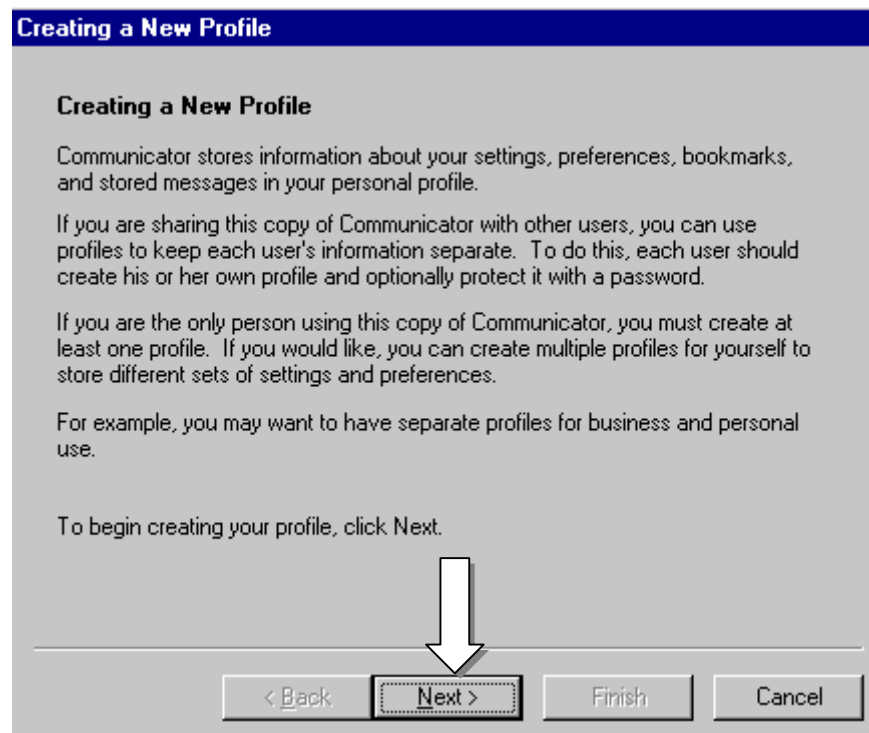 Creating a New Profile
Creating a New Profile
Communicator stores information about your settings, preferences, bookmarks,
and stored messages in your personal profile.
If you are sharing this copy of Communicator with other users, you can use
profiles to keep each user's information separate.  To do this, each user should
create his or her own profile and optionally protect it with a password.
If you are the only person using this copy of Communicator, you must create at
least one profile.  If you would like, you can create multiple profiles for yourself to
store different sets of settings and preferences.
For example, you may want to have separate profiles for business and personal
use.
To begin creating your profile, click Next.
< Back Next > Finish Cancel